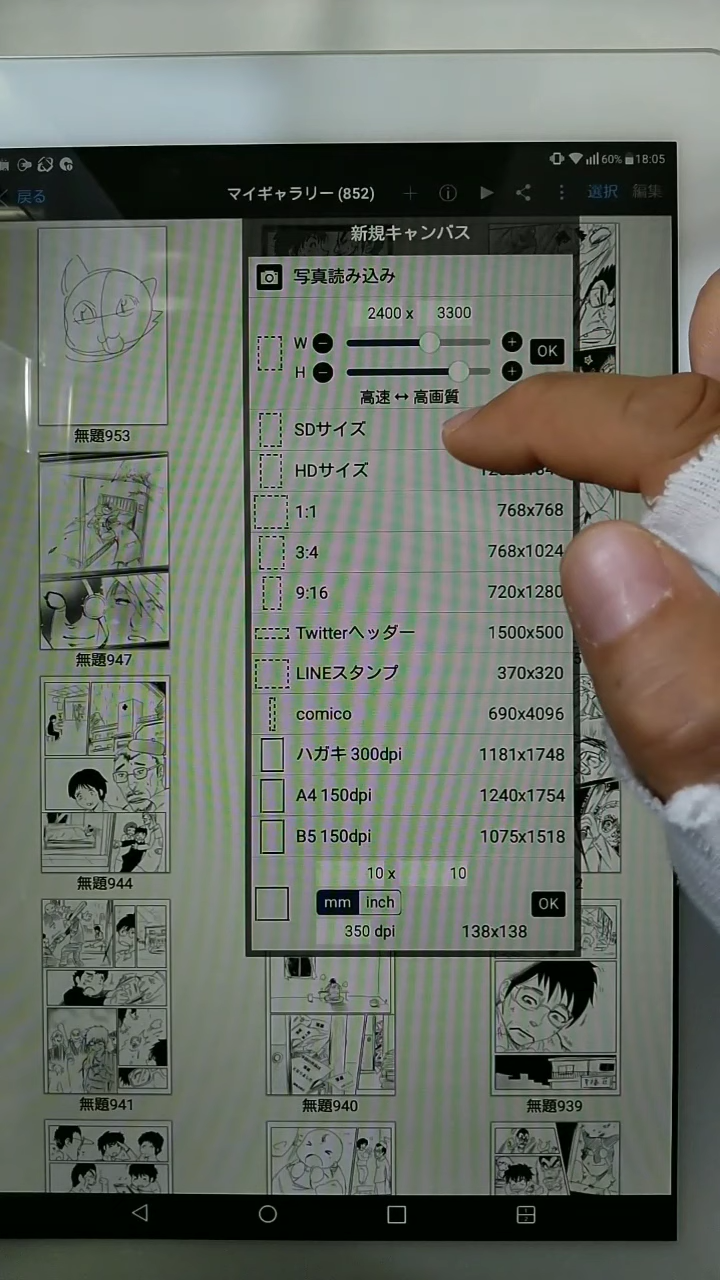 60% 18:05
戻る
マイギャラリー (852)
選択 編集
新規キャンバス
写真読み込み
2400 x 3300
W
OK
H
高速 ↔ 高画質
SDサイズ
HDサイズ
1:1 768x768
3:4 768x1024
9:16 720x1280
Twitterヘッダー 1500x500
LINEスタンプ 370x320
comico 690x4096
ハガキ 300dpi 1181x1748
A4 150dpi 1240x1754
B5 150dpi 1075x1518
10 x 10
mm inch
OK
350 dpi 138x138
無題953
無題947
無題944
無題941
無題940
無題939